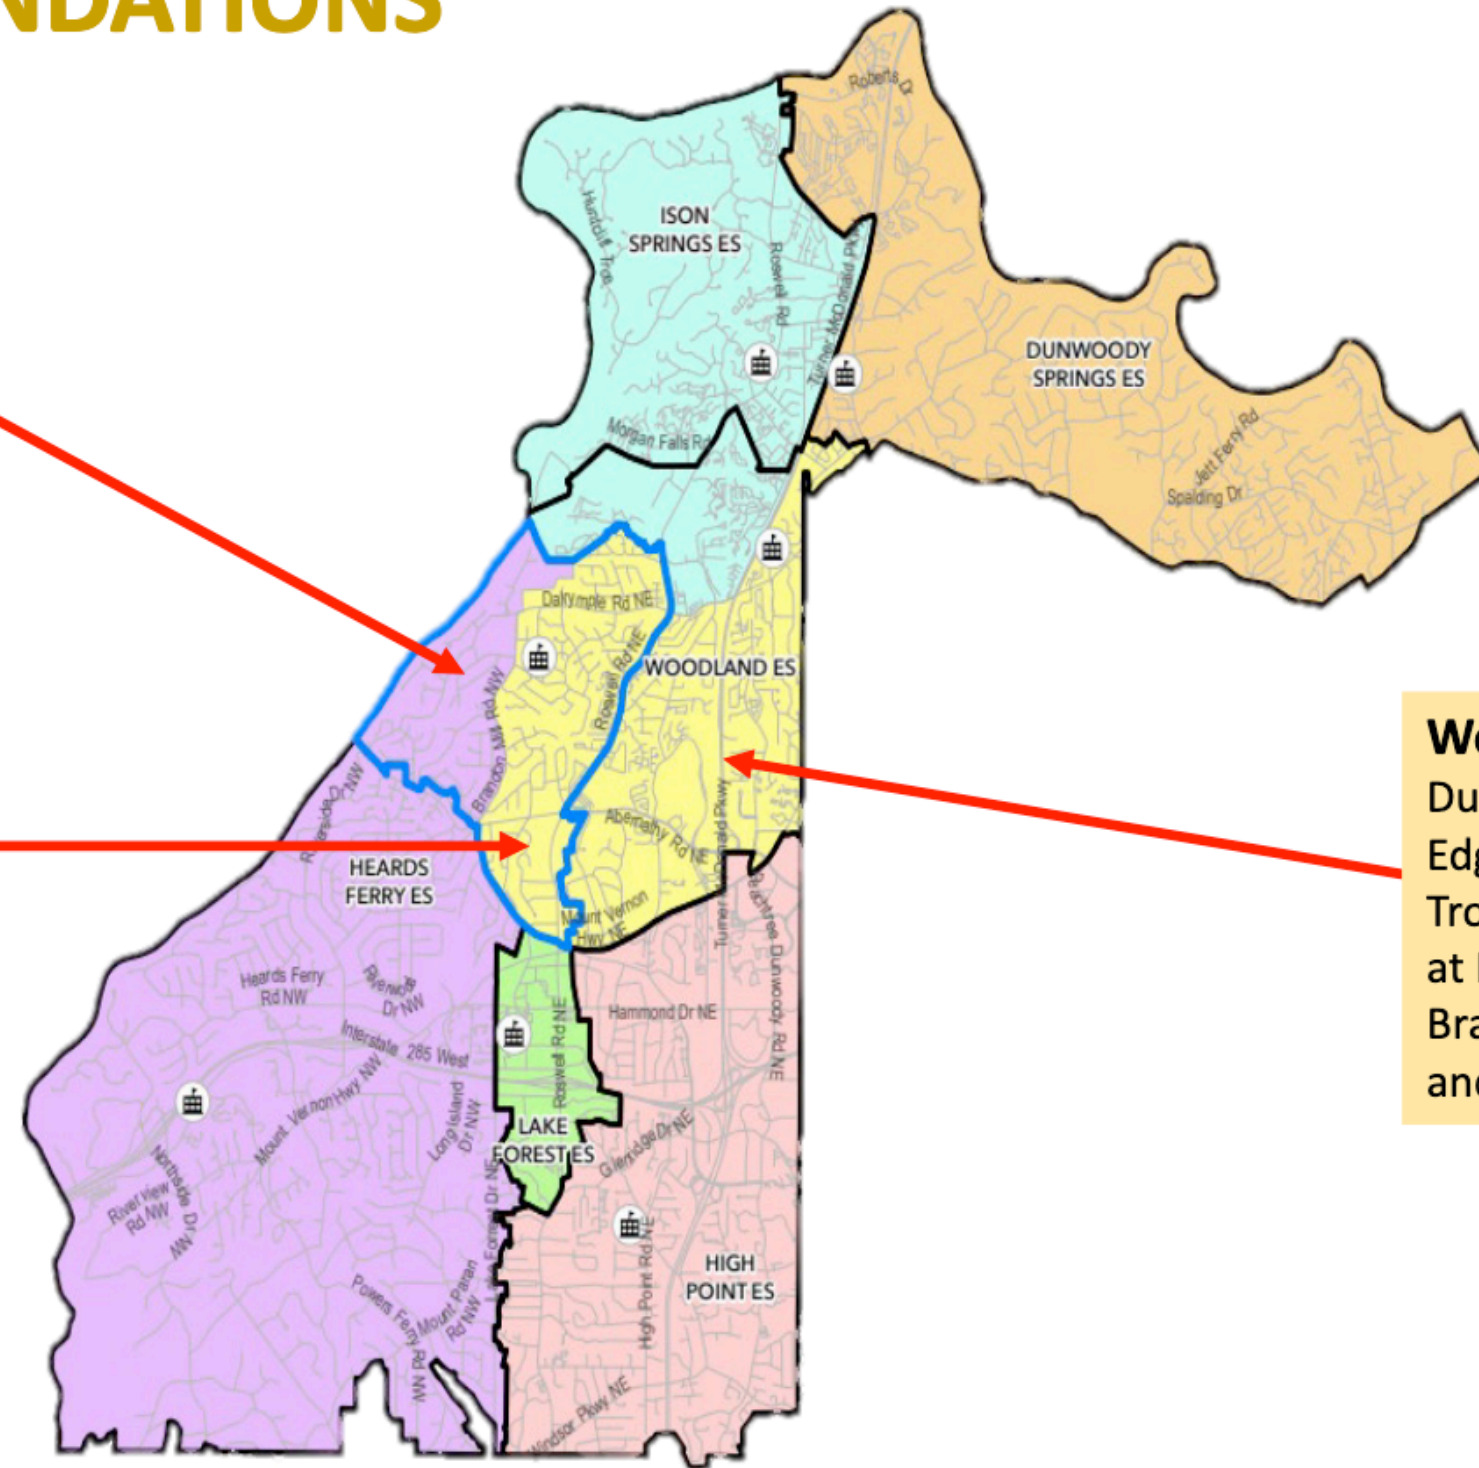 NDATIONS
Roberts Dr
ISON
SPRINGS ES
Huntcliff Trce
Roswell Rd
Turner McDonald Pkwy
DUNWOODY
SPRINGS ES
Morgan Falls Rd
Jett Ferry Rd
Spalding Dr
Dalrymple Rd NE
Roswell Rd NE
WOODLAND ES
Brandon Mill Rd NW
Riverside Dr NW
Abernathy Rd NE
Turner McDonald Pkwy
HEARDS
FERRY ES
Mount Vernon
Hwy NE
Peachtree Dunwoody Rd NE
Heards Ferry
Rd NW
Riverwood
Dr NW
Hammond Dr NE
Interstate 285 West
Roswell Rd NE
Mount Vernon Hwy NW
Long Island
Dr NW
LAKE
FOREST ES
Glenridge Dr NE
Northside Dr
NW
River view
Rd NW
Lake Forest Dr NE
High Point Rd NE
HIGH
POINT ES
Powers Ferry Rd NW
Mount Paran
Rd NW
Windsor Pkwy NE
Wo
Du
Edg
Tro
at
Bra
and